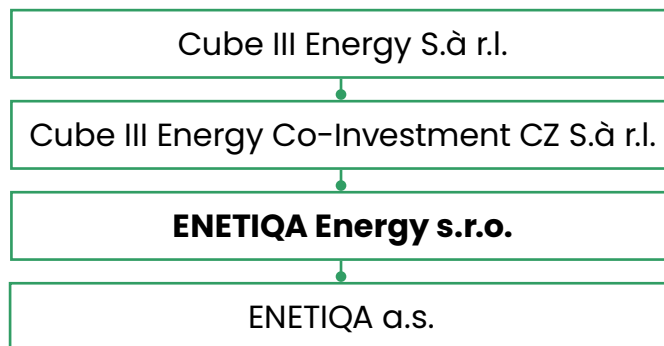 Cube III Energy S.à r.l.
Cube III Energy Co-Investment CZ S.à r.l.
ENETIQA Energy s.r.o.
ENETIQA a.s.